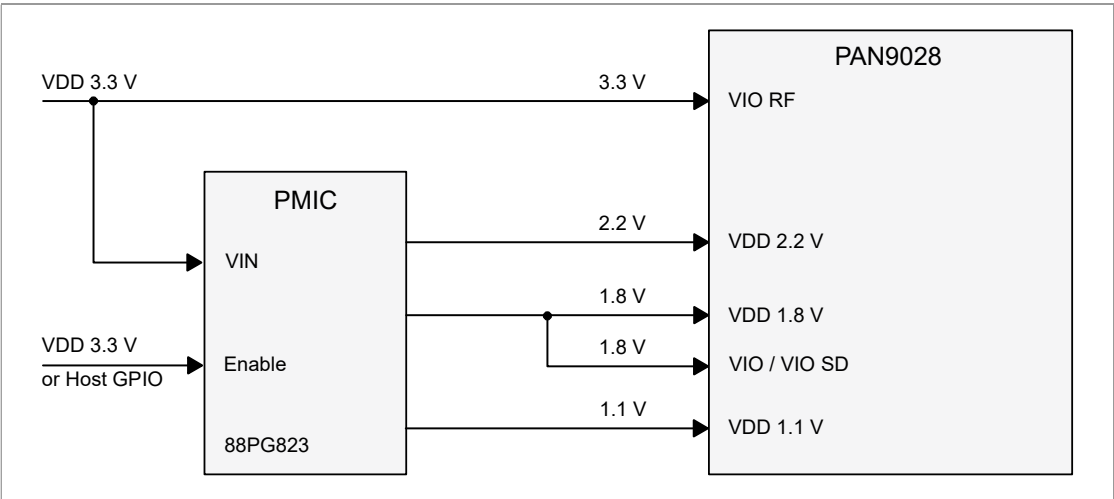 PAN9028
VDD 3.3 V
3.3 V
VIO RF
PMIC
2.2 V
VDD 2.2 V
VIN
1.8 V
VDD 1.8 V
VDD 3.3 V
or Host GPIO
Enable
1.8 V
VIO / VIO SD
1.1 V
VDD 1.1 V
88PG823